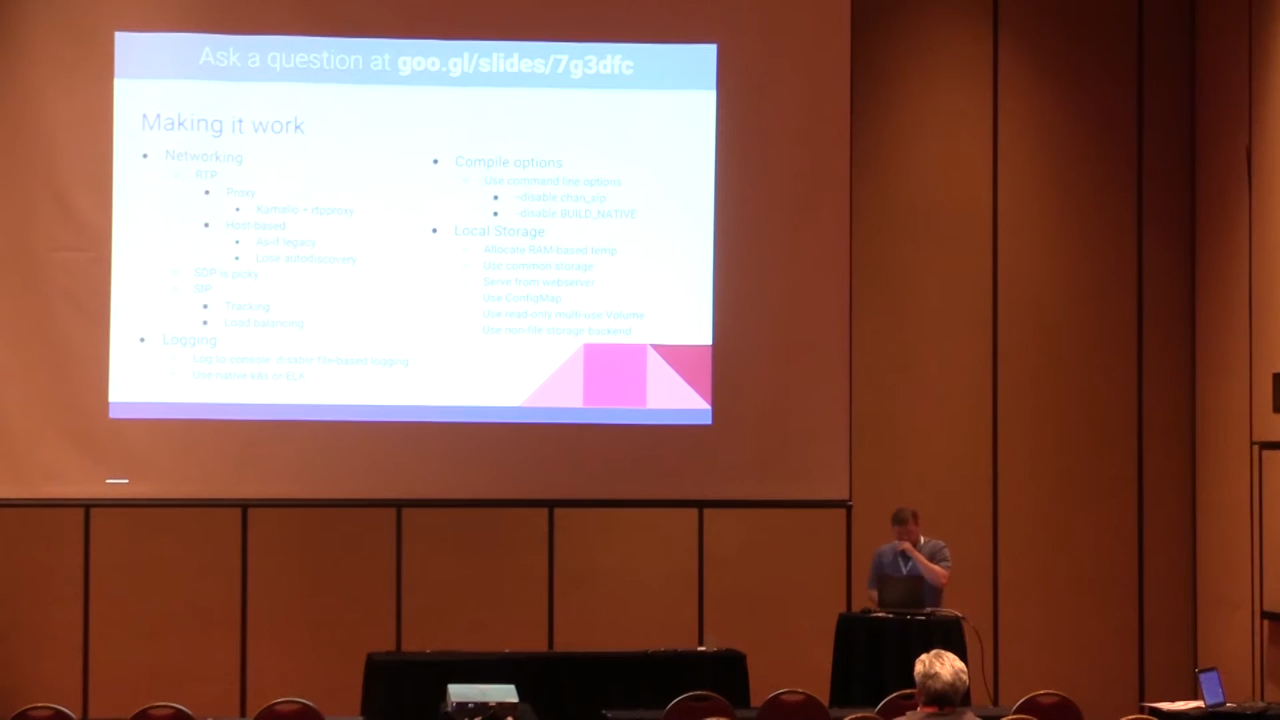 Ask a question at goo.gl/slides/7g3dfc
Making it work
Networking
RTP
Proxy
Kamailio + rtpproxy
Host based
As-if legacy
Lose autodiscovery
SDP is picky
SIP
Tracking
Load balancing
Logging
Log to console, disable file-based logging
Use native k8s or ELK
Compile options
Use command line options
--disable chan_sip
--disable BUILD_NATIVE
Local Storage
Allocate RAM-based temp
Use common storage
Serve from webserver
Use ConfigMap
Use read-only multi-use Volume
Use non-file storage backend